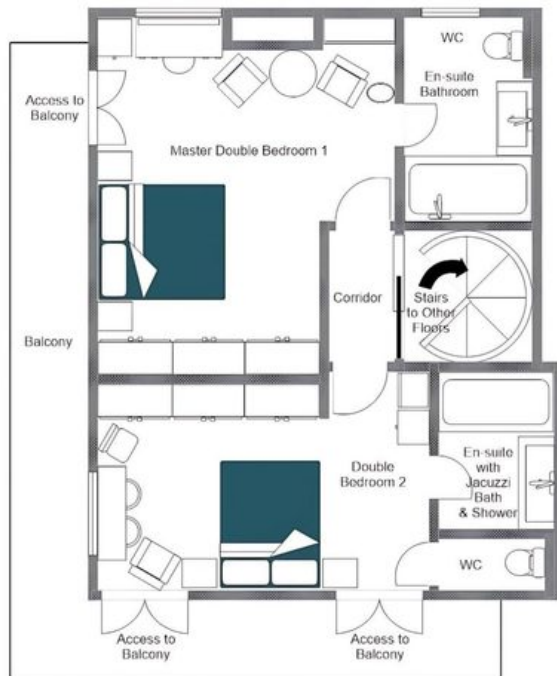 WC
En-suite
Bathroom
Access to
Balcony
Master Double Bedroom 1
Balcony
Corridor
Stairs
to Other
Floors
Double
Bedroom 2
En-suite
with
Jacuzzi
Bath
& Shower
WC
Access to
Balcony
Access to
Balcony